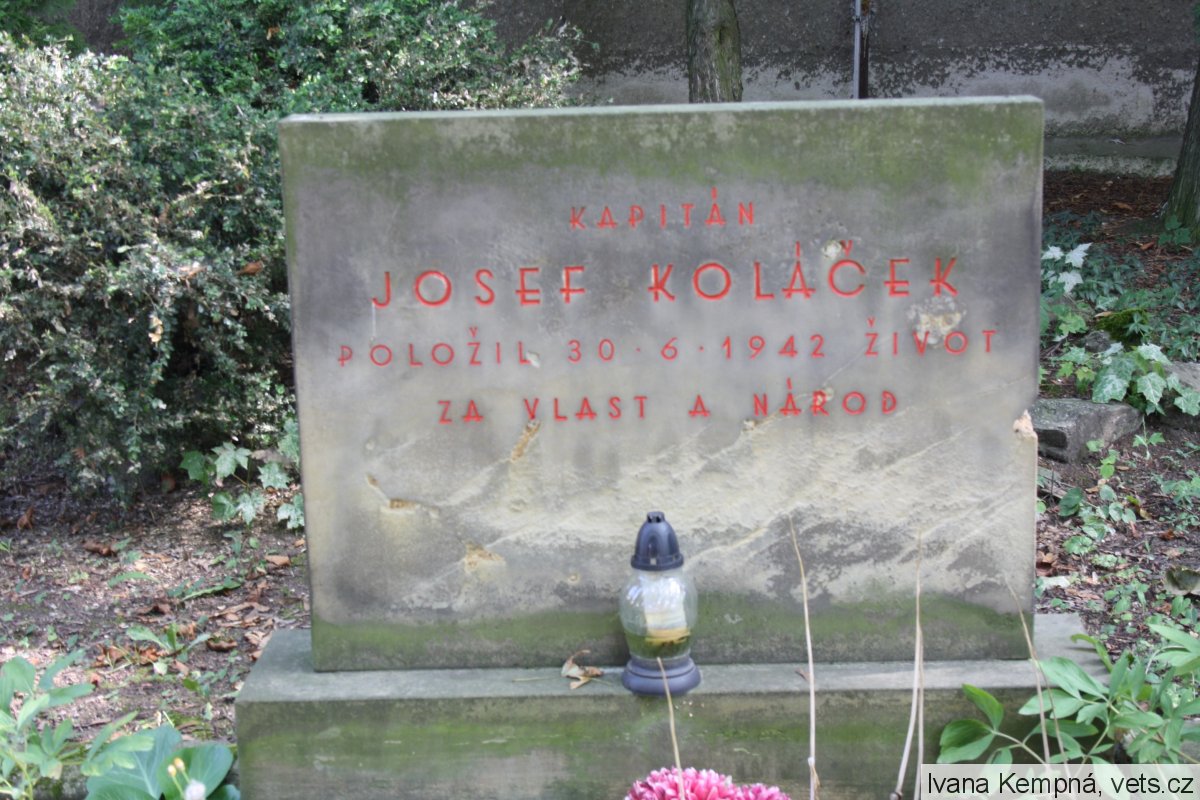 KAPITÁN
JOSEF KOLÁČEK
POLOŽIL 30·6·1942 ŽIVOT
ZA VLAST A NÁROD
Ivana Kempná, vets.cz